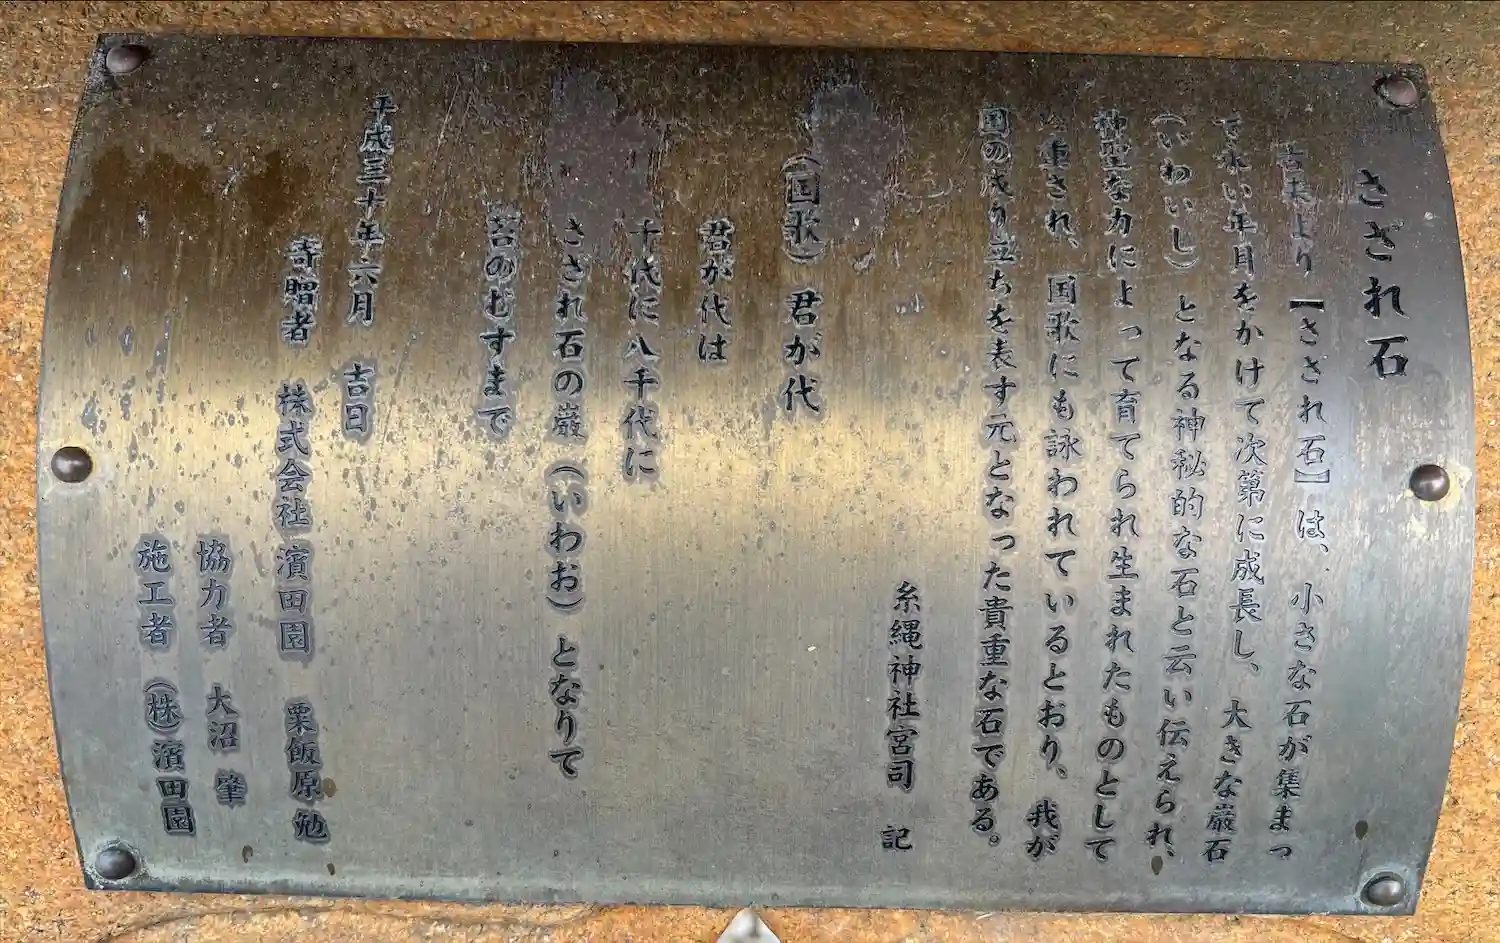 さざれ石
古来より【さざれ石】は、小さな石が集まっ
て永い年月をかけて次第に成長し、大きな巌石
(いわいし)となる神秘的な石と云い伝えられ、
神聖な力によって育てられ生まれたものとして
重され、国歌にも詠われているとおり、我が
国の成り立ちを表す元となった貴重な石である。
糸縄神社宮司 記
(国歌)君が代
君が代は
千代に八千代に
さざれ石の巌(いわお)となりて
苔のむすまで
平成三十年六月 吉日
寄贈者 株式会社 濱田園 粟飯原 勉
協力者 大沼 肇
施工者 (株)濱田園